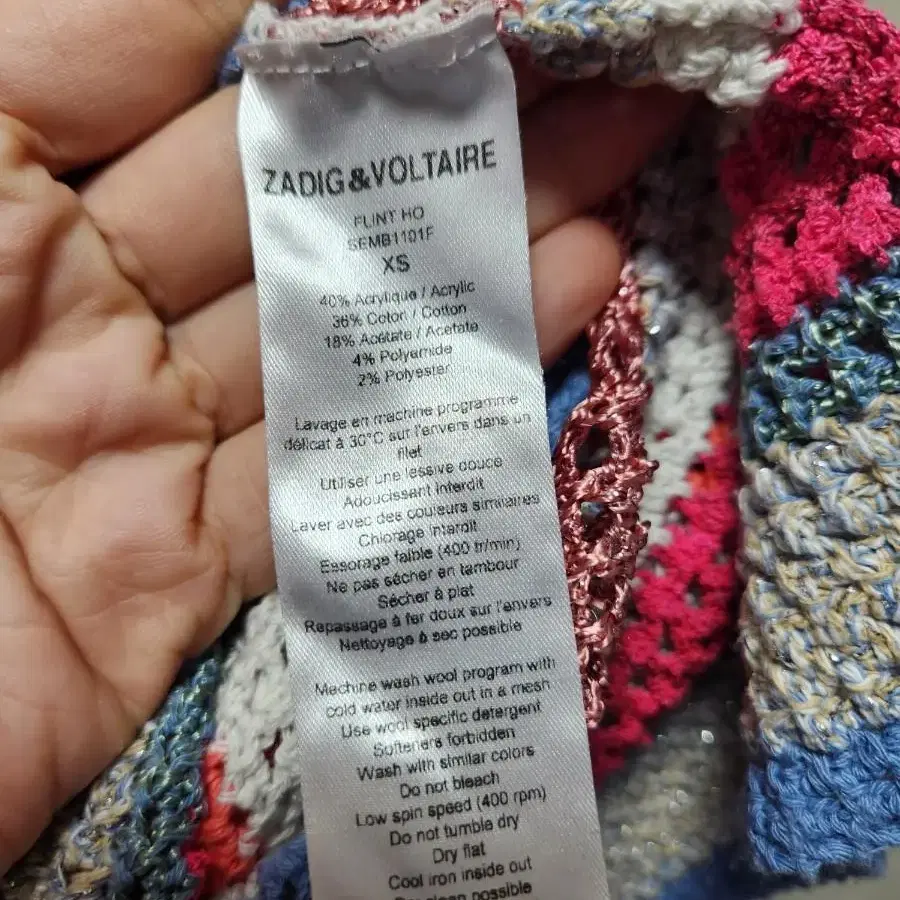 ZADIG&VOLTAIRE
FLINT HO
SEMB1101F
XS
40% Acrylique / Acrylic
36% Coton / Cotton
18% Acétate / Acetate
4% Polyamide
2% Polyester
Lavage en machine programme
délicat à 30°C sur l'envers dans un
filet
Utiliser une lessive douce
Adoucissant interdit
Laver avec des couleurs similaires
Chlorage interdit
Essorage faible (400 tr/min)
Ne pas sécher en tambour
Sécher à plat
Repassage à fer doux sur l'envers
Nettoyage à sec possible
Machine wash wool program with
cold water inside out in a mesh
Use wool specific detergent
Softeners forbidden
Wash with similar colors
Do not bleach
Low spin speed (400 rpm)
Do not tumble dry
Dry flat
Cool iron inside out
Dry clean possible